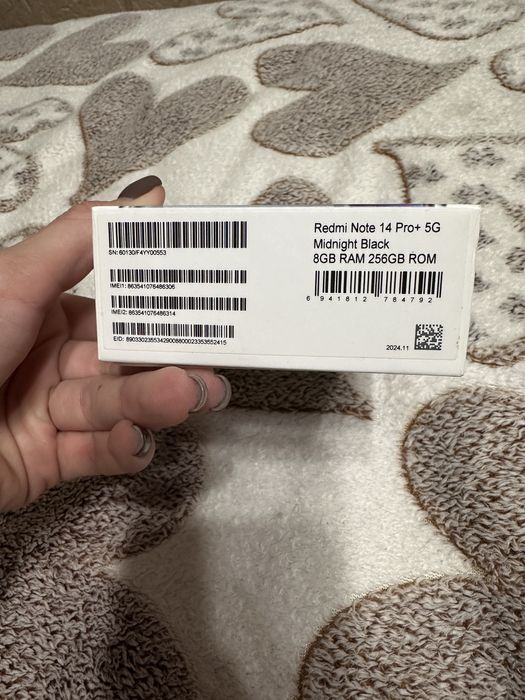 SN: 60130/F4YY00553
IMEI1: 863541076486306
IMEI2: 863541076486314
EID: 89033023553429008800023353552415
Redmi Note 14 Pro+ 5G
Midnight Black
8GB RAM 256GB ROM
6 941812 784792
2024.11